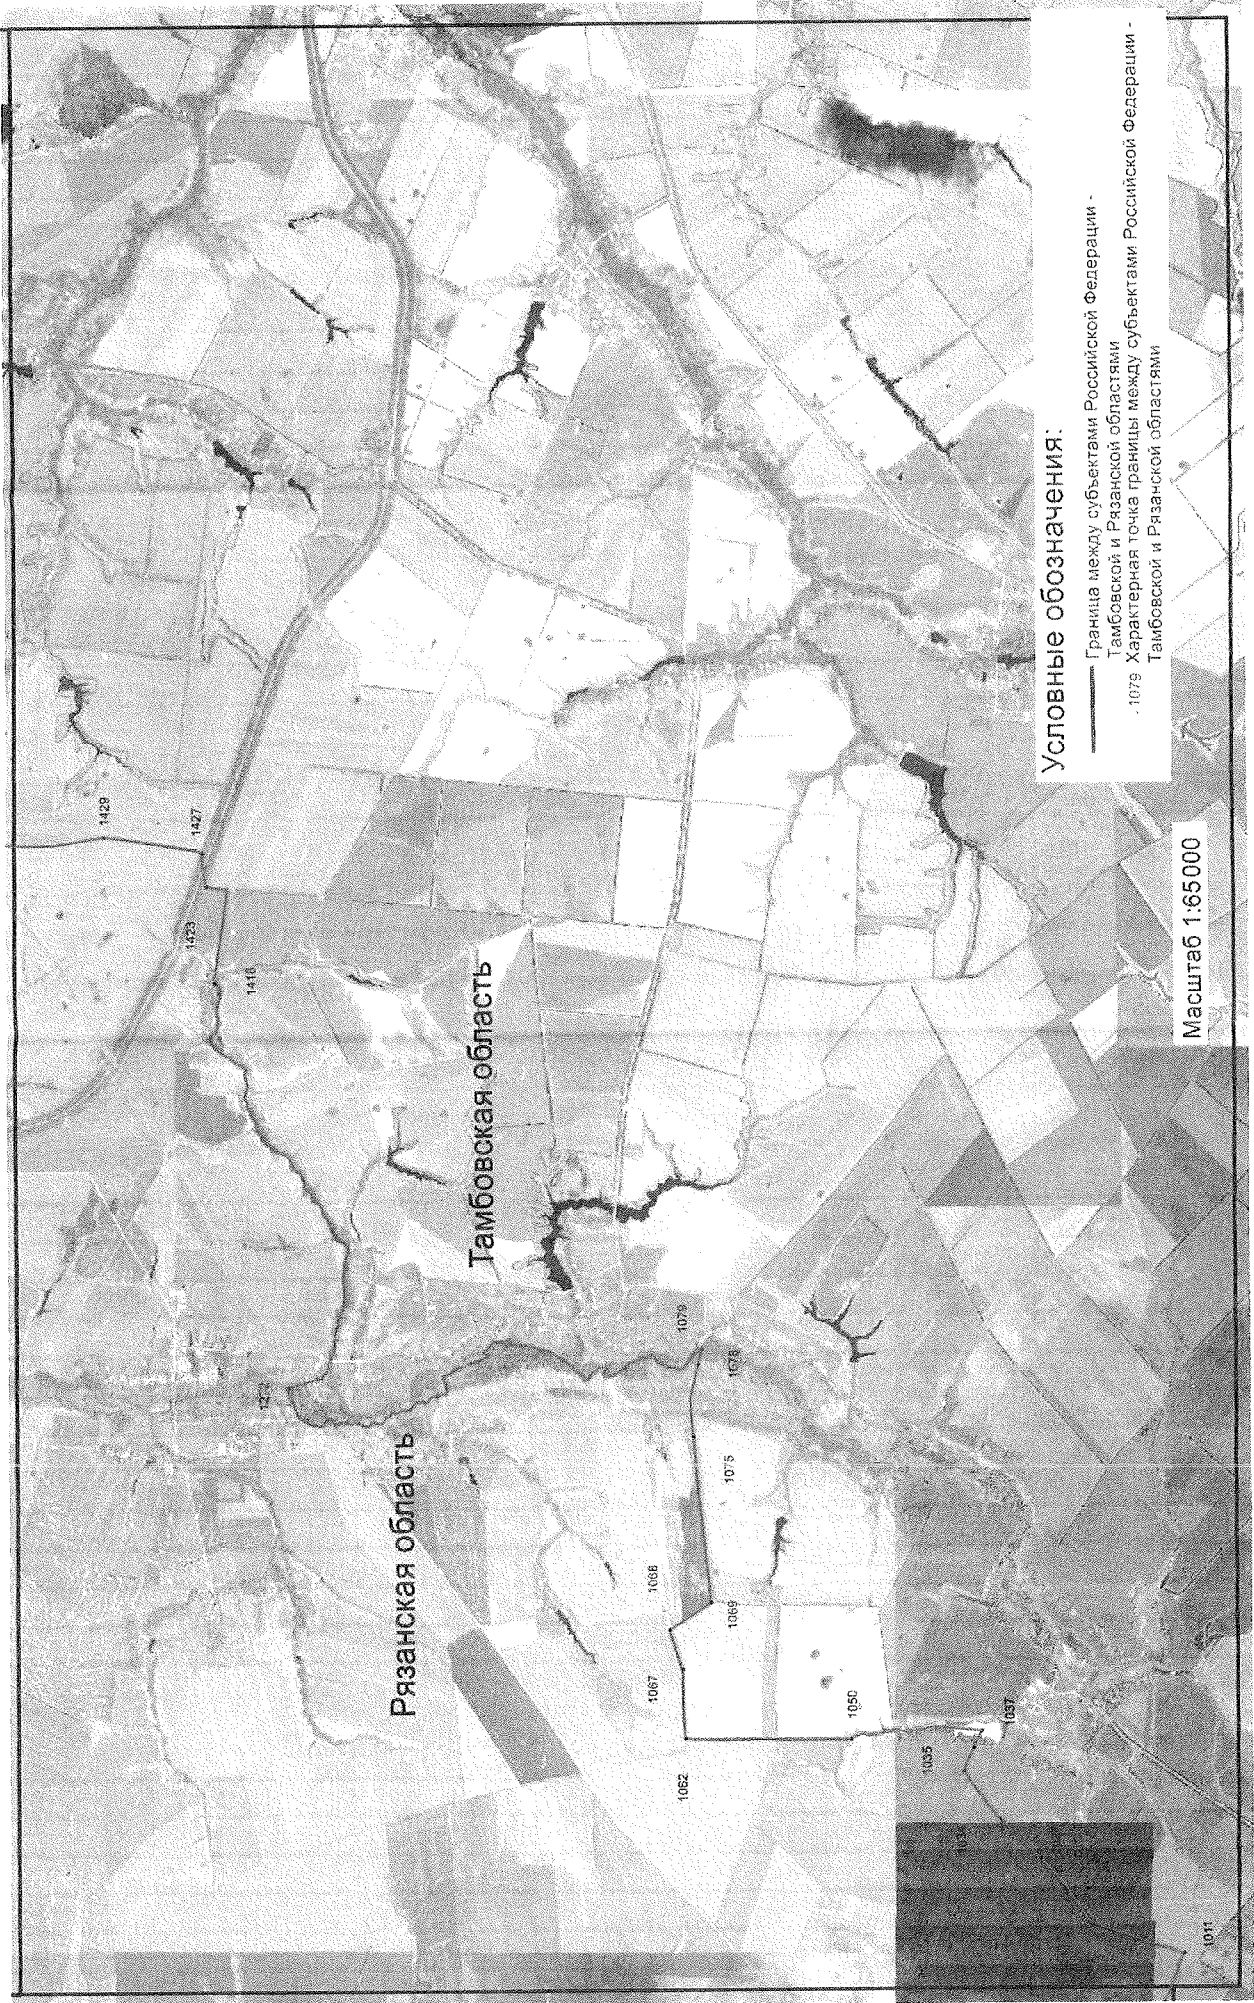 Рязанская область
Тамбовская область
1011
1035
1037
1050
1062
1067
1068
1069
1075
1078
1079
1272
1418
1423
1427
1429
Условные обозначения:
Граница между субъектами Российской Федерации -
Тамбовской и Рязанской областями
- 1079 Характерная точка границы между субъектами Российской Федерации -
Тамбовской и Рязанской областями
Масштаб 1:65000